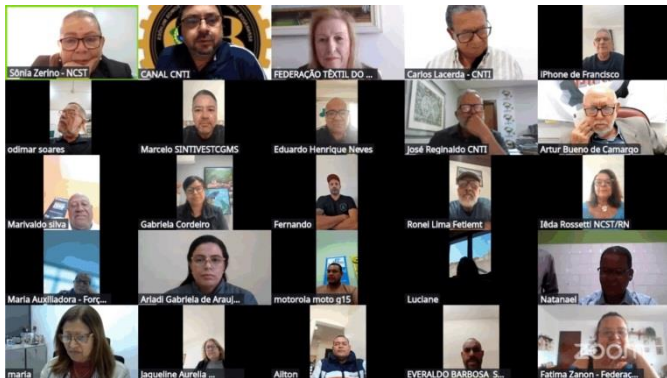 Sônia Zerino - NCST
CANAL CNTI
FEDERAÇÃO TÊXTIL DO ...
Carlos Lacerda - CNTI
iPhone de Francisco
odimar soares
Marcelo SINTIVESTCGMS
Eduardo Henrique Neves
José Reginaldo CNTI
Artur Bueno de Camargo
Marivaldo silva
Gabriela Cordeiro
Fernando
Ronei Lima Fetiemt
Iêda Rossetti NCST/RN
Maria Auxiliadora - Forç...
Ariadi Gabriela de Arauj...
motorola moto g15
Luciane
Natanael
maria
Jaqueline Aurelia ...
Ailton
EVERALDO BARBOSA S...
Fatima Zanon - Federaç...
zoom